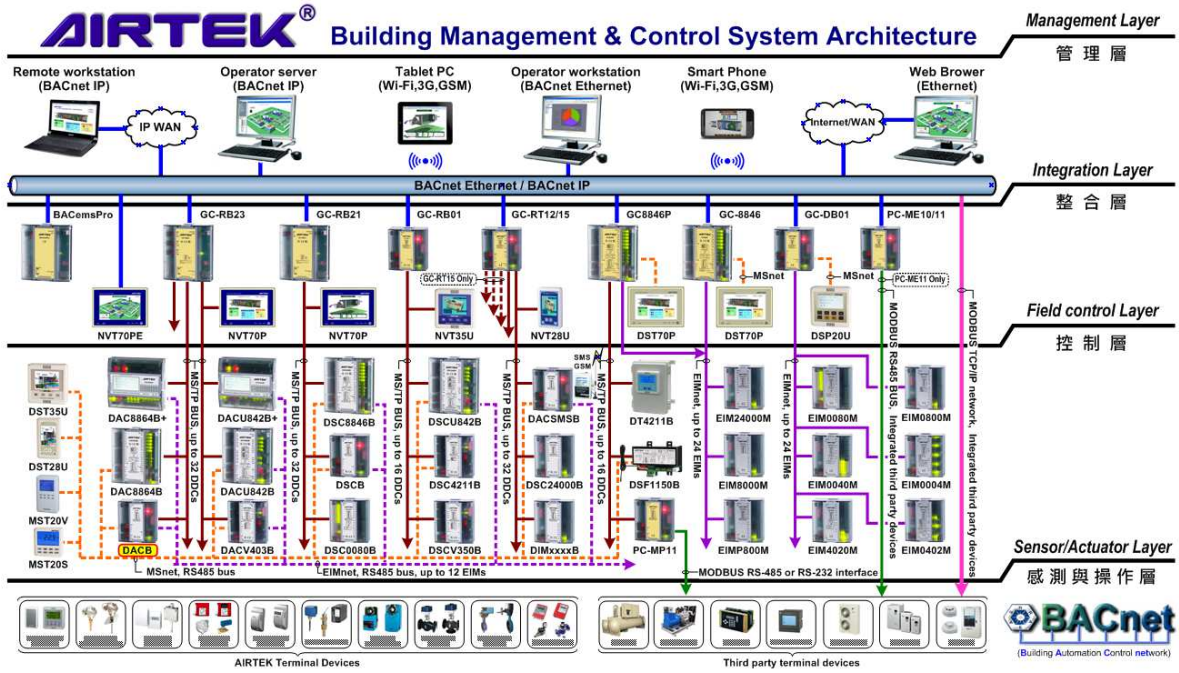 AIRTEK®
Building Management & Control System Architecture
Management Layer
管理層
Remote workstation
(BACnet IP)
Operator server
(BACnet IP)
Tablet PC
(Wi-Fi,3G,GSM)
Operator workstation
(BACnet Ethernet)
Smart Phone
(Wi-Fi,3G,GSM)
Web Brower
(Ethernet)
IP WAN
Internet/WAN
BACnet Ethernet / BACnet IP
Integration Layer
整合層
BACemsPro
GC-RB23
GC-RB21
GC-RB01
GC-RT12/15
GC8846P
GC-8846
GC-DB01
PC-ME10/11
GC-RT15 Only
MSnet
MSnet
PC-ME11 Only
NVT70PE
NVT70P
NVT70P
NVT35U
NVT28U
DST70P
DST70P
DSP20U
Field control Layer
控制層
MS/TP BUS, up to 32 DDCs
MS/TP BUS, up to 32 DDCs
MS/TP BUS, up to 16 DDCs
MS/TP BUS, up to 32 DDCs
MS/TP BUS, up to 16 DDCs
EIMnet, up to 24 EIMs
EIMnet, up to 24 EIMs
MODBUS RS485 BUS, Integrated third party devices
MODBUS TCP/IP network, Integrated third party devices
SMS
GSM
DST35U
DAC8864B+
DACU842B+
DSC8846B
DSCU842B
DACSMSB
DT4211B
EIM24000M
EIM0080M
EIM0800M
DST28U
DAC8864B
DACU842B
DSCB
DSC4211B
DSC24000B
DSF1150B
EIM8000M
EIM0040M
EIM0004M
MST20V
MST20S
DACB
DACV403B
DSC0080B
DSCV350B
DIMxxxxB
PC-MP11
EIMP800M
EIM4020M
EIM0402M
MSnet, RS485 bus
EIMnet, RS485 bus, up to 12 EIMs
MODBUS RS-485 or RS-232 interface
Sensor/Actuator Layer
感測與操作層
AIRTEK Terminal Devices
Third party terminal devices
BACnet
(Building Automation Control network)